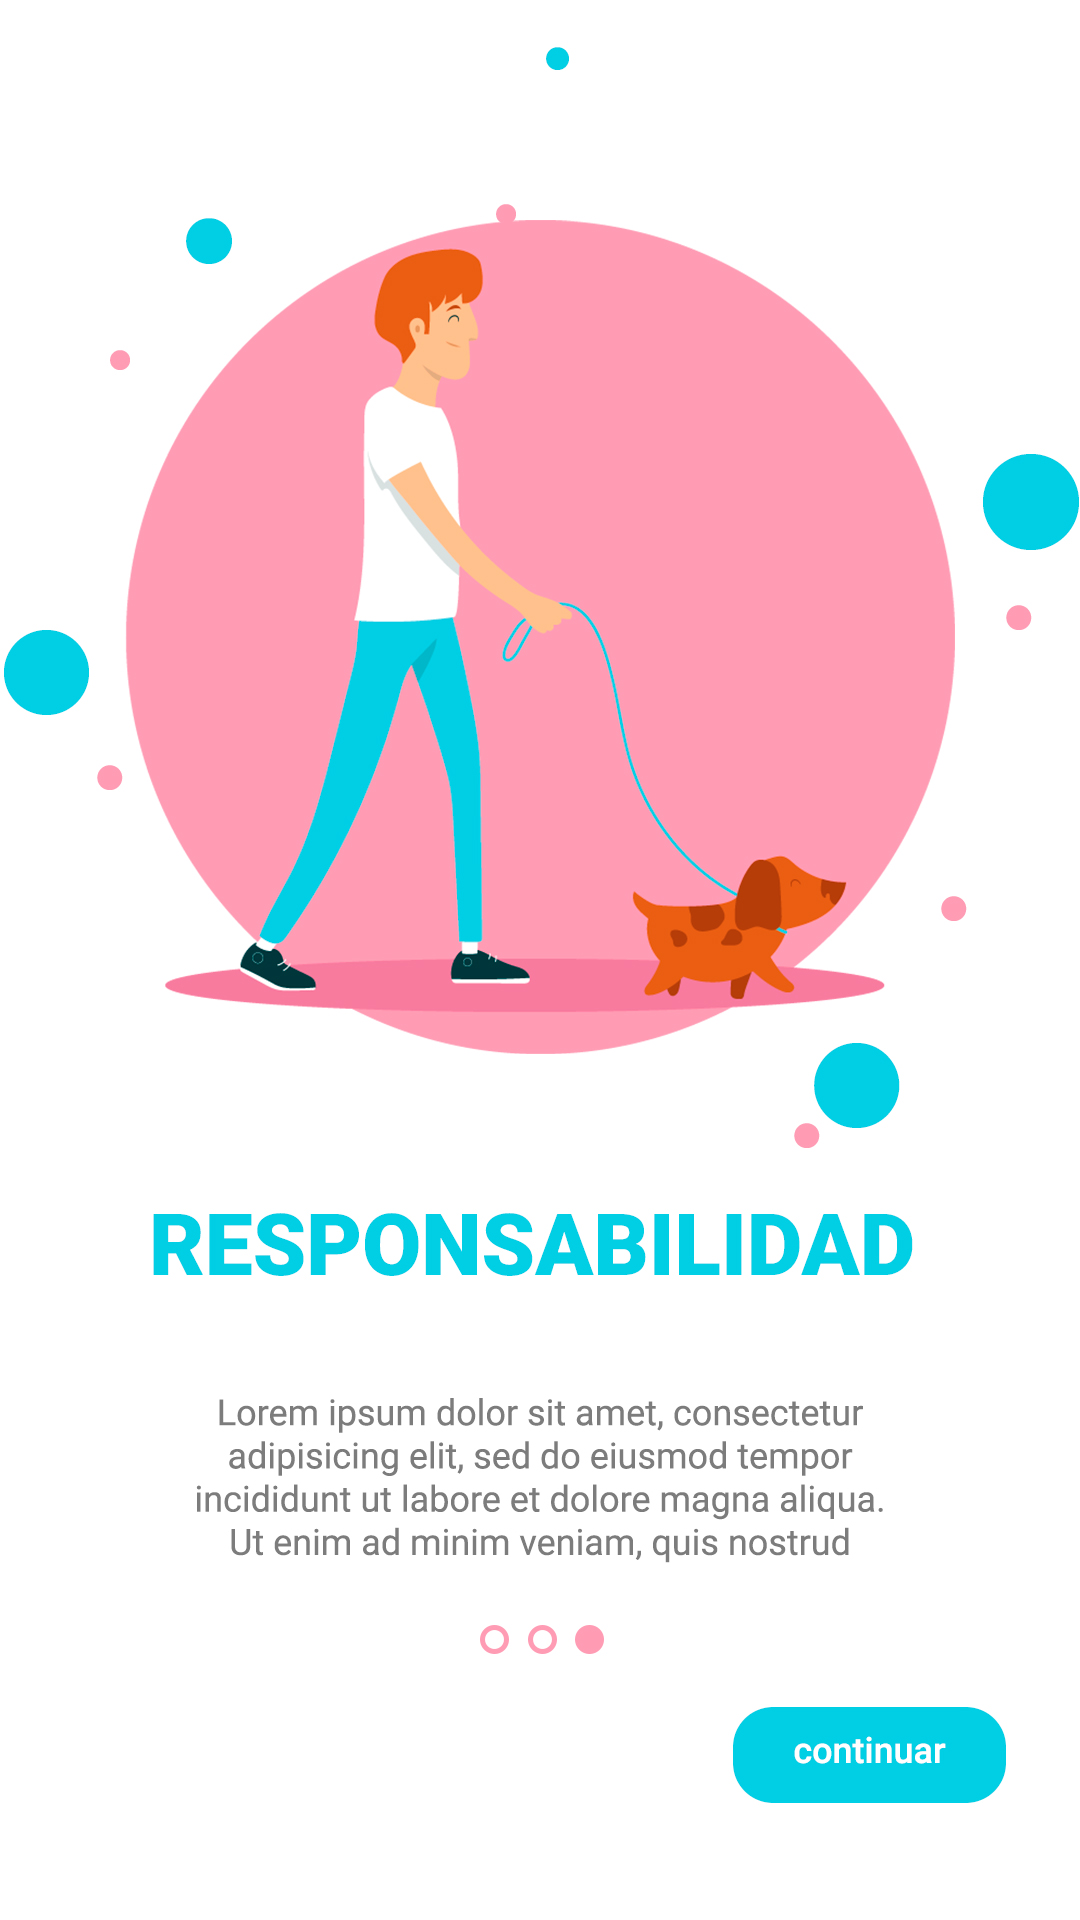 RESPONSABILIDAD
Lorem ipsum dolor sit amet, consectetur
adipisicing elit, sed do eiusmod tempor
incididunt ut labore et dolore magna aliqua.
Ut enim ad minim veniam, quis nostrud
continuar